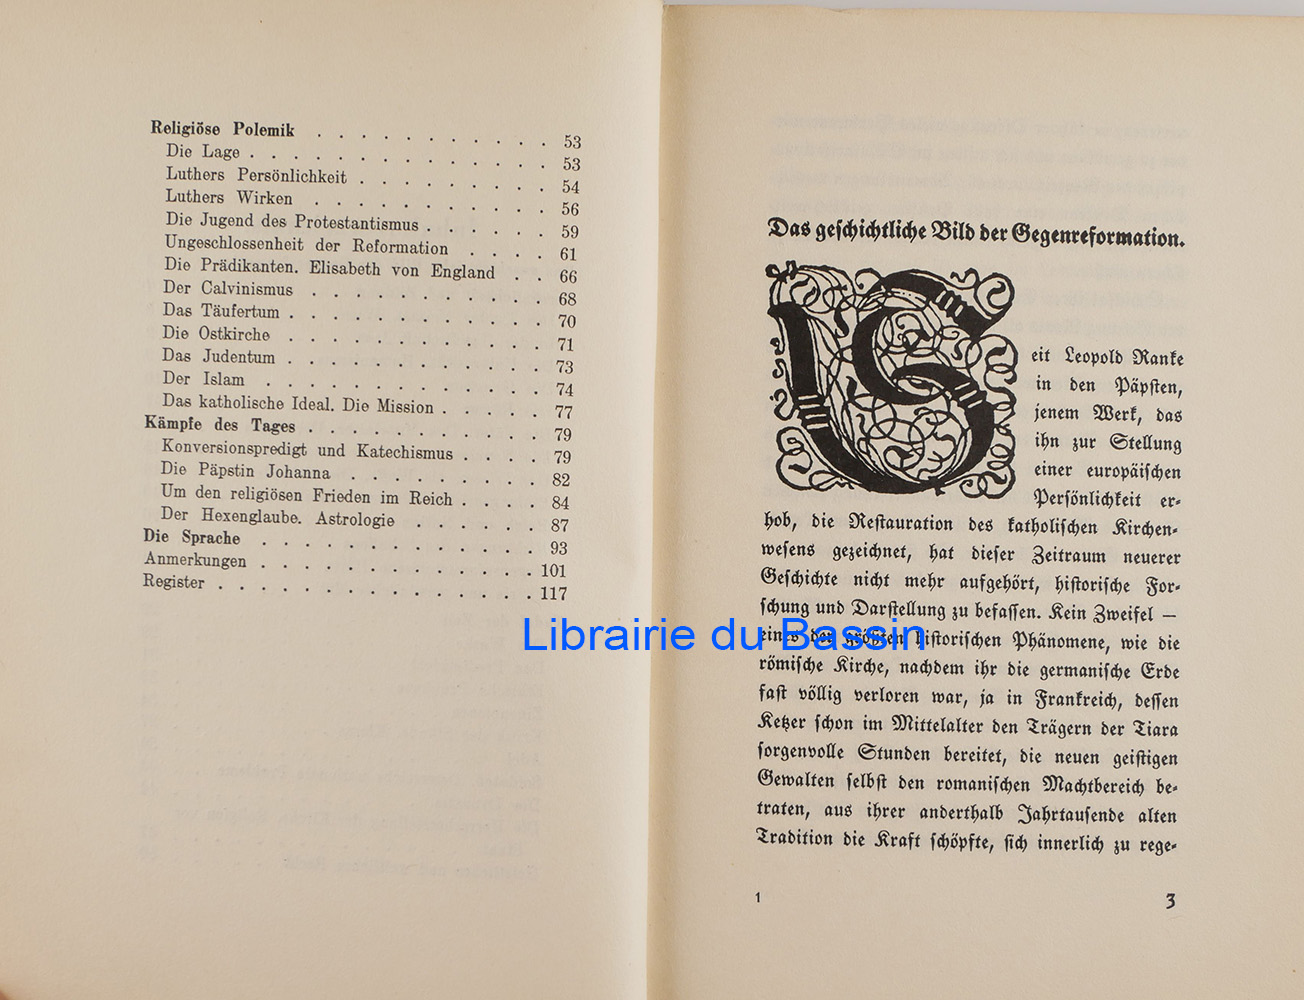 Religiöse Polemik . . . . . . . . . . . . 53
Die Lage . . . . . . . . . . . . . . 53
Luthers Persönlichkeit . . . . . . . . . 54
Luthers Wirken . . . . . . . . . . . 56
Die Jugend des Protestantismus . . . . . . 59
Ungeschlossenheit der Reformation . . . . 61
Die Prädikanten. Elisabeth von England . . 66
Der Calvinismus . . . . . . . . . . . 68
Das Täufertum . . . . . . . . . . . . 70
Die Ostkirche . . . . . . . . . . . . 71
Das Judentum . . . . . . . . . . . . 73
Der Islam . . . . . . . . . . . . . 74
Das katholische Ideal. Die Mission . . . . . 77
Kämpfe des Tages . . . . . . . . . . . 79
Konversionspredigt und Katechismus . . . . 79
Die Päpstin Johanna . . . . . . . . . 82
Um den religiösen Frieden im Reich . . . . 84
Der Hexenglaube. Astrologie . . . . . . 87
Die Sprache . . . . . . . . . . . . . 93
Anmerkungen . . . . . . . . . . . . . 101
Register . . . . . . . . . . . . . . . 117
Das geschichtliche Bild der Gegenreformation.
Seit Leopold Ranke
in den Päpsten,
jenem Werk, das
ihn zur Stellung
einer europäischen
Persönlichkeit er-
hob, die Restauration des katholischen Kirchen-
wesens gezeichnet, hat dieser Zeitraum neuerer
Geschichte nicht mehr aufgehört, historische For-
schung und Darstellung zu befassen. Kein Zweifel —
eines der größten historischen Phänomene, wie die
römische Kirche, nachdem ihr die germanische Erde
fast völlig verloren war, ja in Frankreich, dessen
Ketzer schon im Mittelalter den Trägern der Tiara
sorgenvolle Stunden bereitet, die neuen geistigen
Gewalten selbst den romanischen Machtbereich be-
traten, aus ihrer anderthalb Jahrtausende alten
Tradition die Kraft schöpfte, sich innerlich zu rege-
1
3
Librairie du Bassin